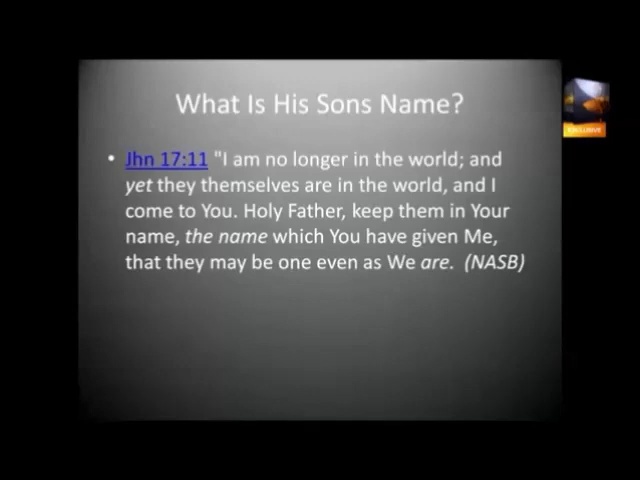 What Is His Sons Name?
• Jhn 17:11 "I am no longer in the world; and
yet they themselves are in the world, and I
come to You. Holy Father, keep them in Your
name, the name which You have given Me,
that they may be one even as We are. (NASB)
EXCLUSIVE